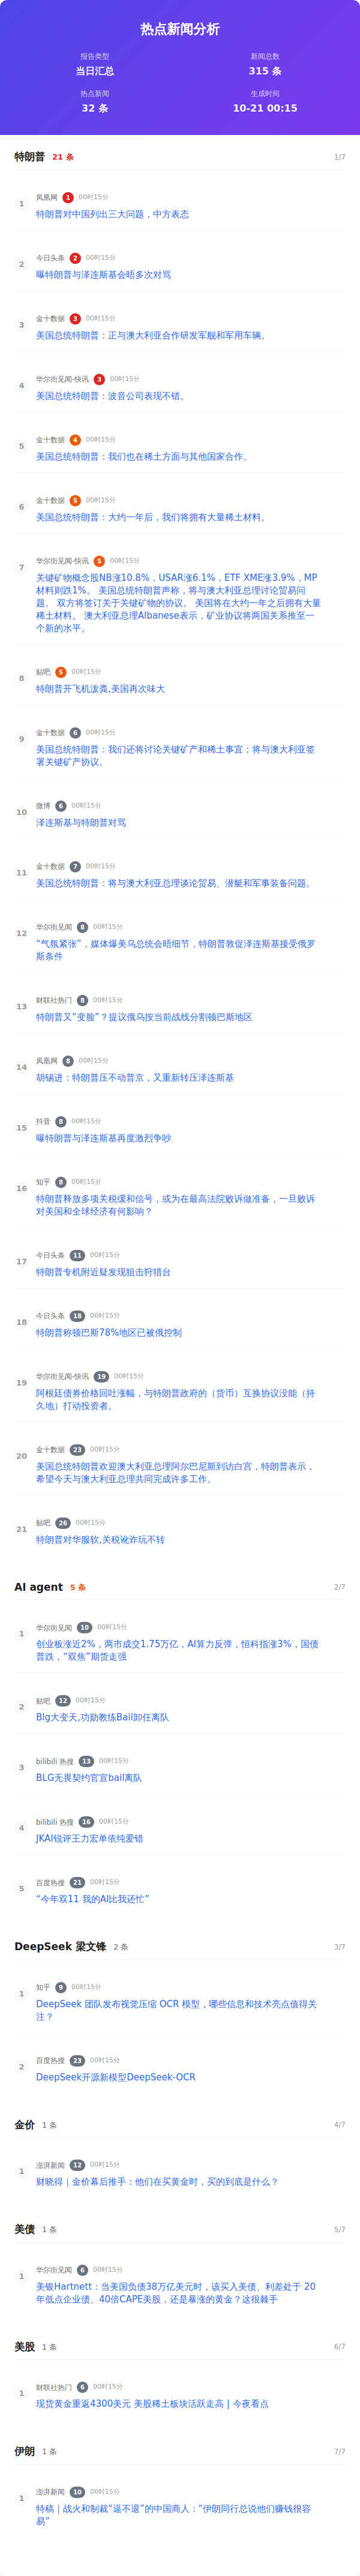 热点新闻分析
报告类型
当日汇总
新闻总数
315 条
热点新闻
32 条
生成时间
10-21 00:15
特朗普 21 条 1/7
1 凤凰网 1 00时15分
特朗普对中国列出三大问题，中方表态
2 今日头条 2 00时15分
曝特朗普与泽连斯基会晤多次对骂
3 金十数据 3 00时15分
美国总统特朗普：正与澳大利亚合作研发军舰和军用车辆。
4 华尔街见闻-快讯 3 00时15分
美国总统特朗普：波音公司表现不错。
5 金十数据 4 00时15分
美国总统特朗普：我们也在稀土方面与其他国家合作。
6 金十数据 5 00时15分
美国总统特朗普：大约一年后，我们将拥有大量稀土材料。
7 华尔街见闻-快讯 5 00时15分
关键矿物概念股NB涨10.8%，USAR涨6.1%，ETF XME涨3.9%，MP
材料则跌1%。 美国总统特朗普声称，将与澳大利亚总理讨论贸易问
题。 双方将签订关于关键矿物的协议。 美国将在大约一年之后拥有大量
稀土材料。 澳大利亚总理Albanese表示，矿业协议将两国关系推至一
个新的水平。
8 贴吧 5 00时15分
特朗普开飞机泼粪,美国再次味大
9 金十数据 6 00时15分
美国总统特朗普：我们还将讨论关键矿产和稀土事宜；将与澳大利亚签
署关键矿产协议。
10 微博 6 00时15分
泽连斯基与特朗普对骂
11 金十数据 7 00时15分
美国总统特朗普：将与澳大利亚总理谈论贸易、潜艇和军事装备问题。
12 华尔街见闻 8 00时15分
“气氛紧张”，媒体爆美乌总统会晤细节，特朗普敦促泽连斯基接受俄罗
斯条件
13 财联社热门 8 00时15分
特朗普又“变脸”？提议俄乌按当前战线分割顿巴斯地区
14 凤凰网 8 00时15分
胡锡进：特朗普压不动普京，又重新转压泽连斯基
15 抖音 8 00时15分
曝特朗普与泽连斯基再度激烈争吵
16 知乎 8 00时15分
特朗普释放多项关税缓和信号，或为在最高法院败诉做准备，一旦败诉
对美国和全球经济有何影响？
17 今日头条 11 00时15分
特朗普专机附近疑发现狙击狩猎台
18 今日头条 18 00时15分
特朗普称顿巴斯78%地区已被俄控制
19 华尔街见闻-快讯 19 00时15分
阿根廷债券价格回吐涨幅，与特朗普政府的（货币）互换协议没能（持
久地）打动投资者。
20 金十数据 23 00时15分
美国总统特朗普欢迎澳大利亚总理阿尔巴尼斯到访白宫，特朗普表示，
希望今天与澳大利亚总理共同完成许多工作。
21 贴吧 26 00时15分
特朗普对华服软,关税讹诈玩不转
AI agent 5 条 2/7
1 华尔街见闻 10 00时15分
创业板涨近2%，两市成交1.75万亿，AI算力反弹，恒科指涨3%，国债
普跌，“双焦”期货走强
2 贴吧 12 00时15分
Blg大变天,功勋教练Bail卸任离队
3 bilibili 热搜 13 00时15分
BLG无畏契约官宣bail离队
4 bilibili 热搜 16 00时15分
JKAI锐评王力宏单依纯爱错
5 百度热搜 21 00时15分
“今年双11 我的AI比我还忙”
DeepSeek 梁文锋 2 条 3/7
1 知乎 9 00时15分
DeepSeek 团队发布视觉压缩 OCR 模型，哪些信息和技术亮点值得关
注？
2 百度热搜 23 00时15分
DeepSeek开源新模型DeepSeek-OCR
金价 1 条 4/7
1 澎湃新闻 12 00时15分
财晓得｜金价幕后推手：他们在买黄金时，买的到底是什么？
美债 1 条 5/7
1 华尔街见闻 6 00时15分
美银Hartnett：当美国负债38万亿美元时，该买入美债、利差处于 20
年低点企业债、40倍CAPE美股，还是暴涨的黄金？这很棘手
美股 1 条 6/7
1 财联社热门 6 00时15分
现货黄金重返4300美元 美股稀土板块活跃走高 | 今夜看点
伊朗 1 条 7/7
1 澎湃新闻 10 00时15分
特稿｜战火和制裁“逼不退”的中国商人：“伊朗同行总说他们赚钱很容
易”